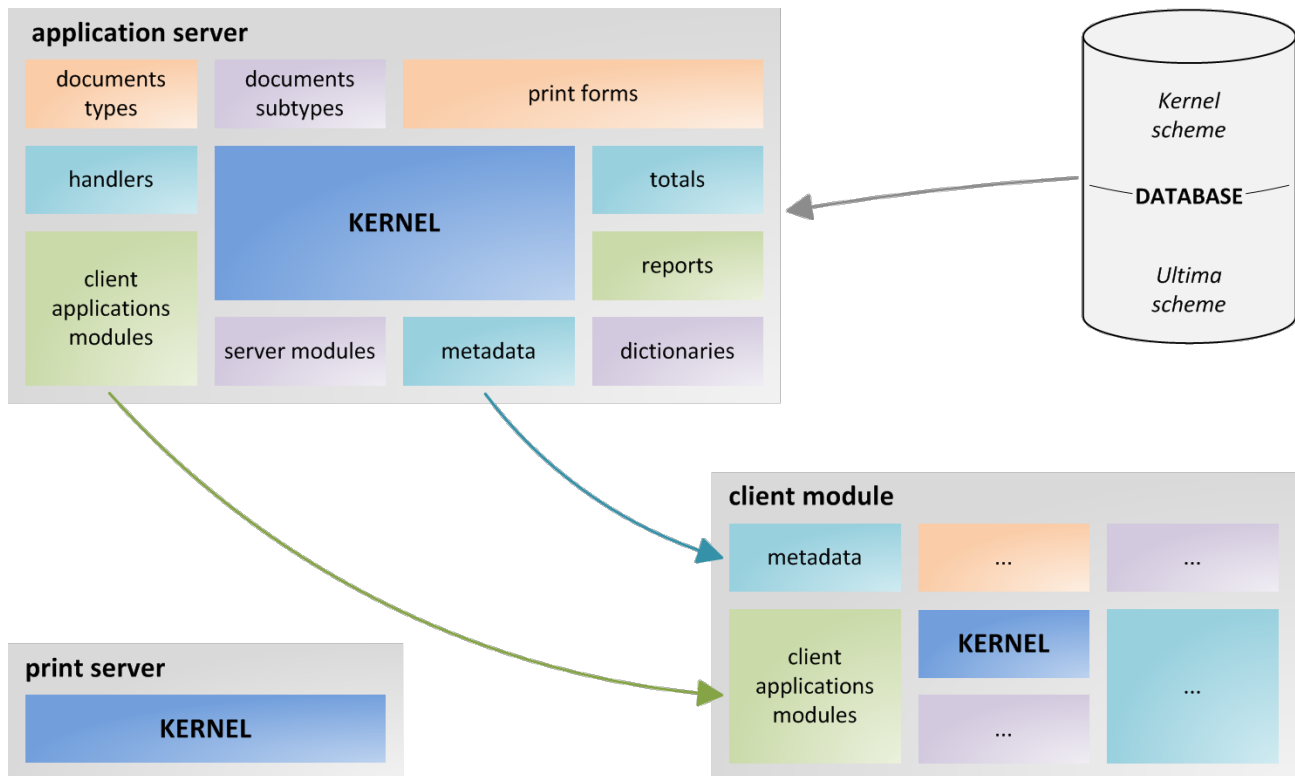 application server
documents
types
documents
subtypes
print forms
handlers
KERNEL
totals
client
applications
modules
reports
server modules
metadata
dictionaries
Kernel
scheme
DATABASE
Ultima
scheme
client module
metadata
...
...
client
applications
modules
KERNEL
...
...
print server
KERNEL